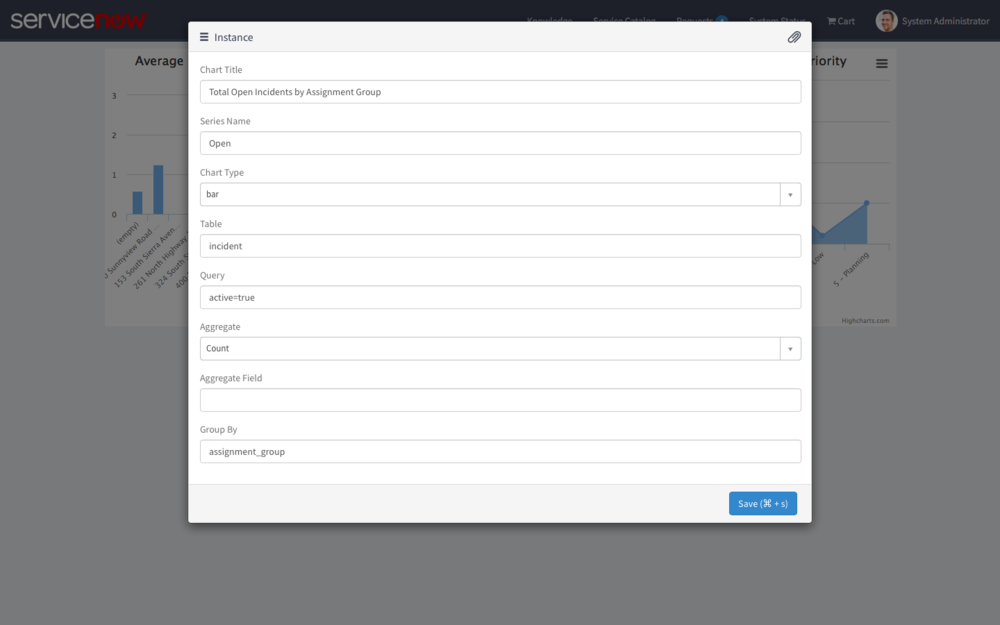 servicenow
Knowledge Service Catalog Requests System Status Cart System Administrator
Instance
Average
riority
Chart Title
Total Open Incidents by Assignment Group
Series Name
Open
Chart Type
bar
Table
incident
Query
active=true
Aggregate
Count
Aggregate Field
Group By
assignment_group
Save (⌘ + s)
3
2
1
0
(empty)
Sunnyview Road ...
153 South Sierra Aven...
261 North Highway
324 South S
400
Low
5 - Planning
Highcharts.com